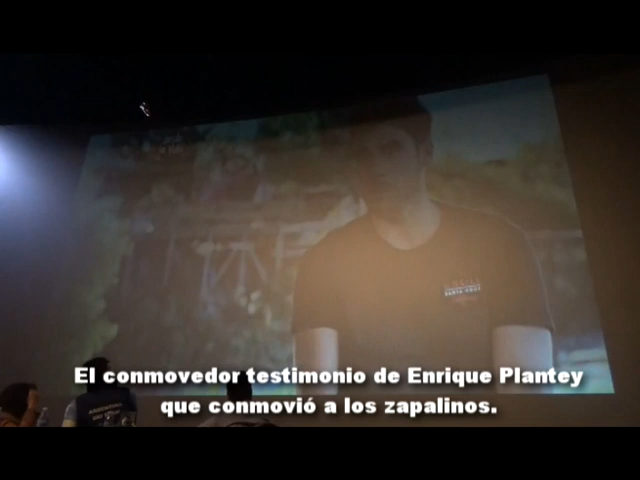 El conmovedor testimonio de Enrique Plantey
que conmovió a los zapalinos.